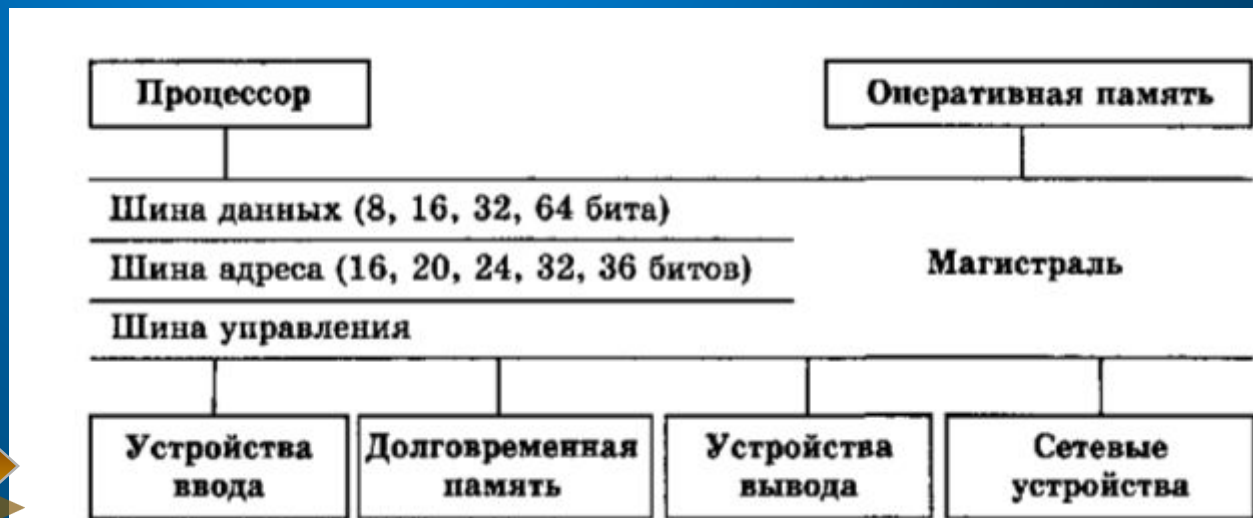 Процессор
Оперативная память
Шина данных (8, 16, 32, 64 бита)
Шина адреса (16, 20, 24, 32, 36 битов)
Магистраль
Шина управления
Устройства
ввода
Долговременная
память
Устройства
вывода
Сетевые
устройства